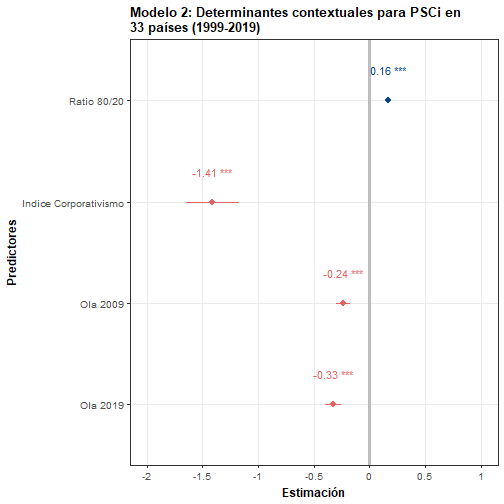 Modelo 2: Determinantes contextuales para PSCi en
33 países (1999-2019)
0.16 ***
Ratio 80/20
-1.41 ***
Indice Corporativismo
-0.24 ***
Ola 2009
-0.33 ***
Ola 2019
Predictores
-2 -1.5 -1 -0.5 0 0.5 1
Estimación